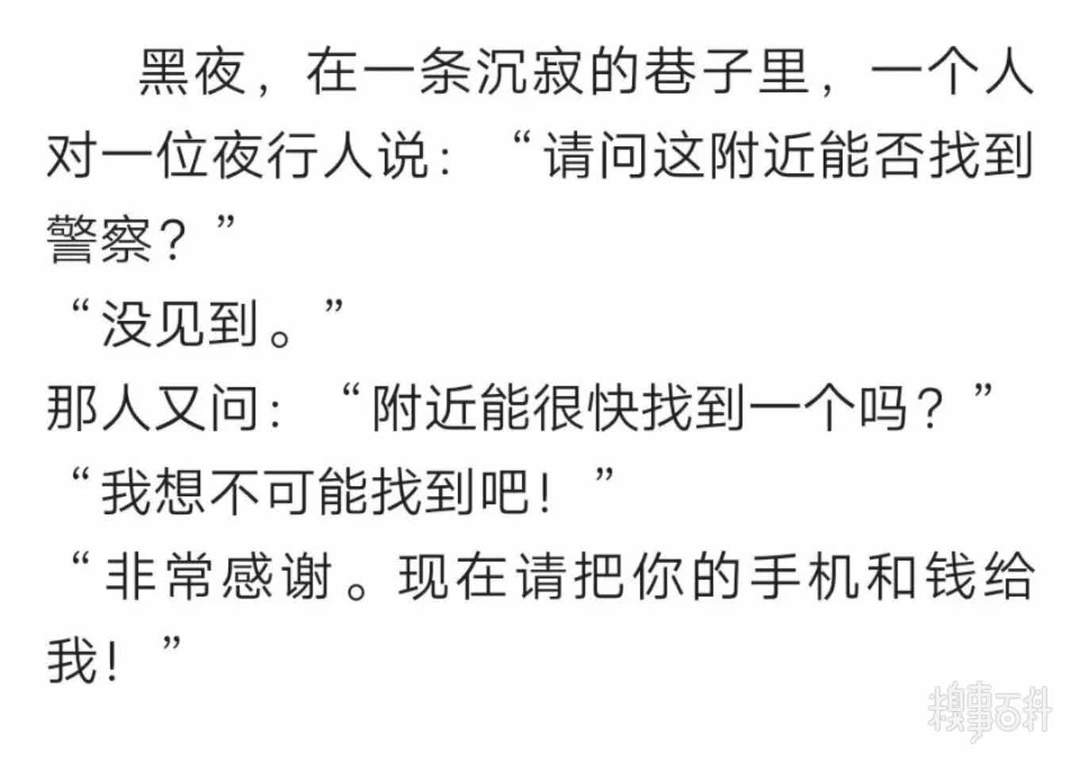 黑夜，在一条沉寂的巷子里，一个人
对一位夜行人说：“请问这附近能否找到
警察？”
“没见到。”
那人又问：“附近能很快找到一个吗？”
“我想不可能找到吧！”
“非常感谢。现在请把你的手机和钱给
我！”
糗事百科